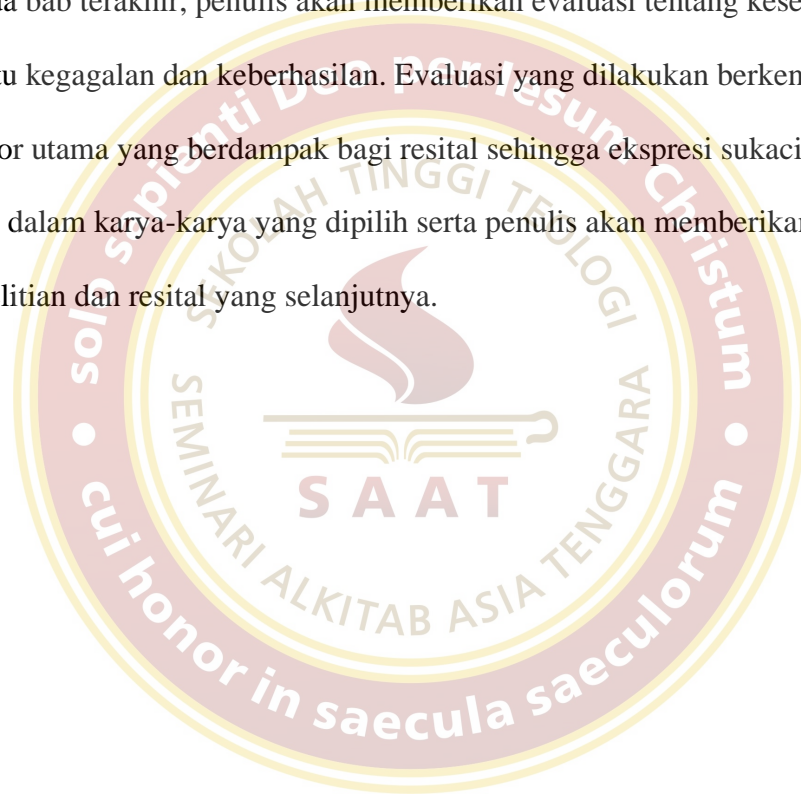 a bab terakhir, penulis akan memberikan evaluasi tentang kese
tu kegagalan dan keberhasilan. Evaluasi yang dilakukan berken
or utama yang berdampak bagi resital sehingga ekspresi sukaci
dalam karya-karya yang dipilih serta penulis akan memberikan
litian dan resital yang selanjutnya.
solo sapienti Deo per Iesum Christum
cui honor in saecula saeculorum
SEKOLAH TINGGI TEOLOGI
SEMINARI ALKITAB ASIA TENGGARA
SAAT